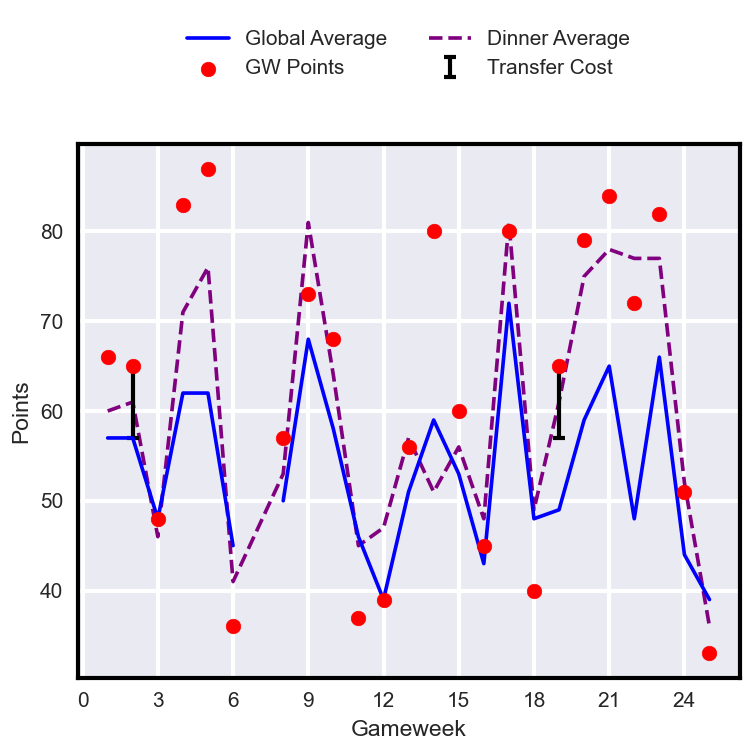 Global Average
Dinner Average
GW Points
Transfer Cost
80
70
60
50
40
Points
0 3 6 9 12 15 18 21 24
Gameweek